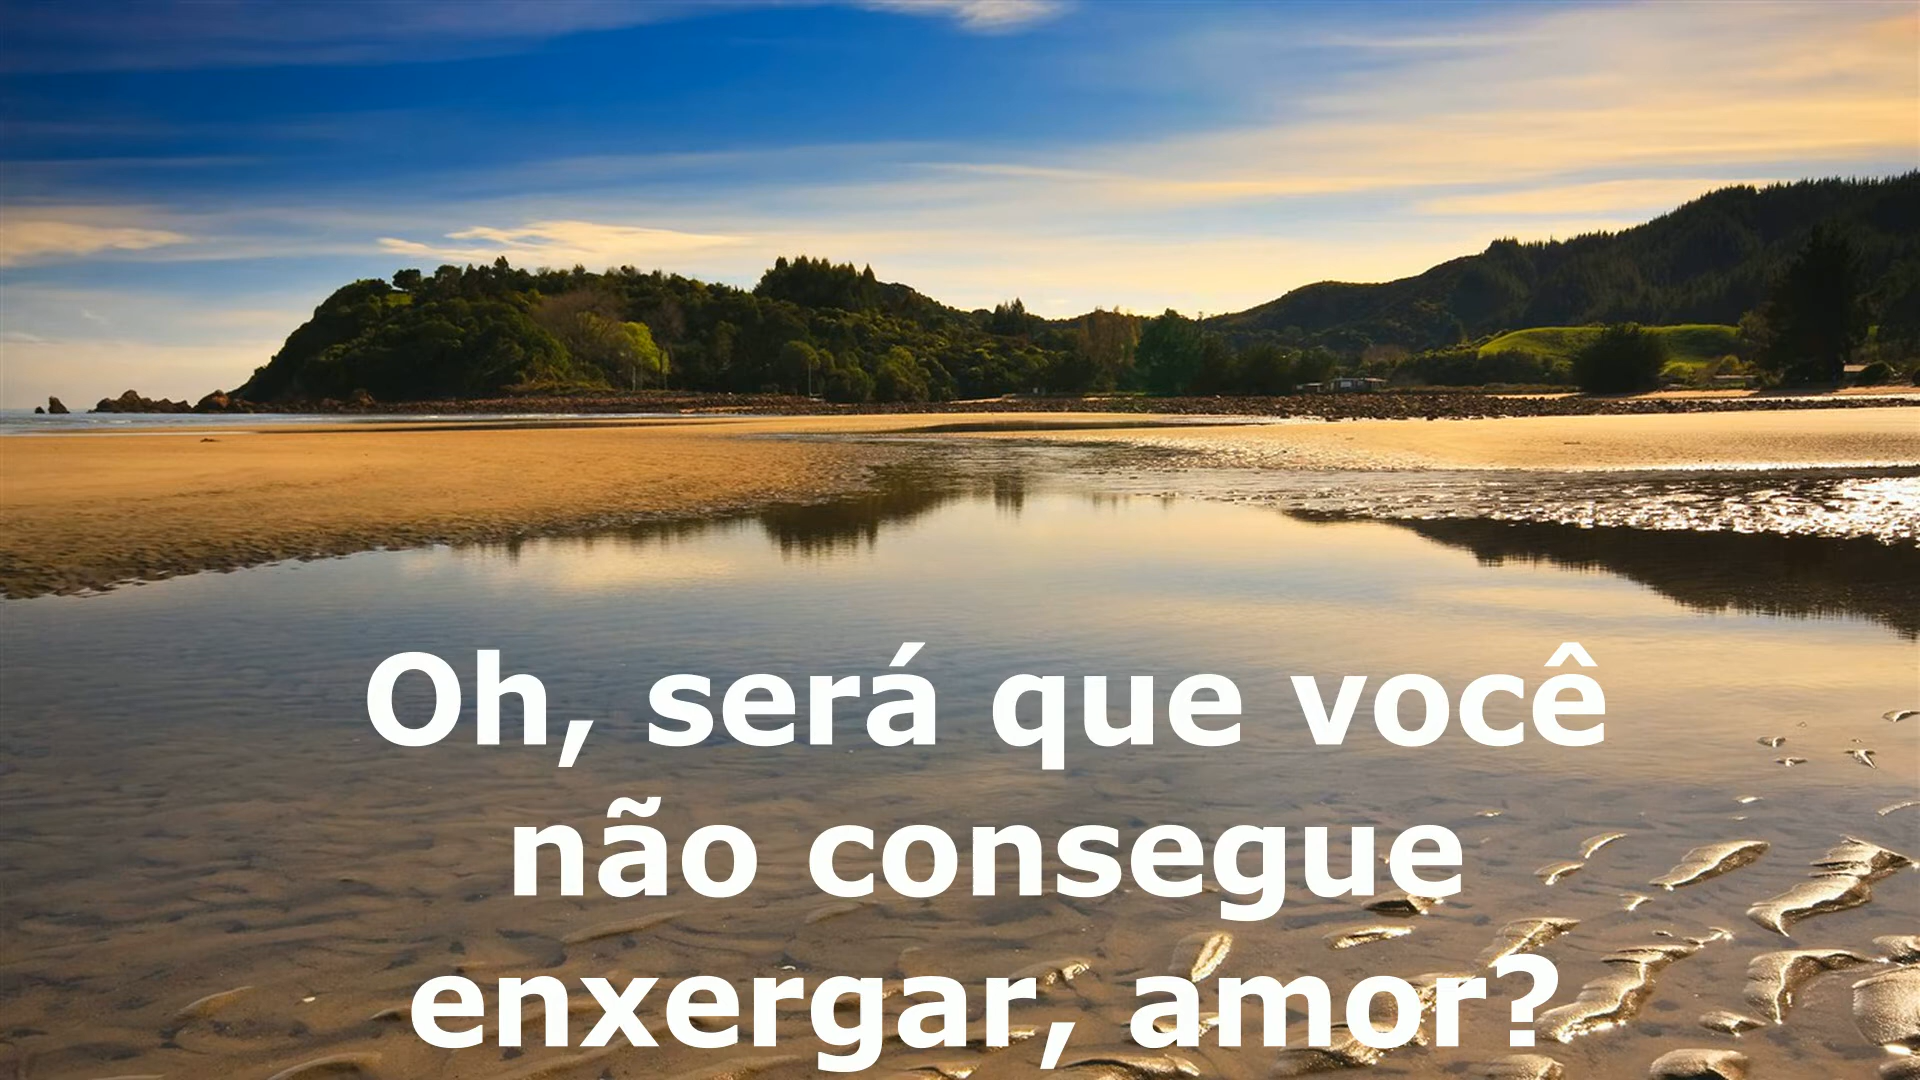 Oh, será que você
não consegue
enxergar, amor?